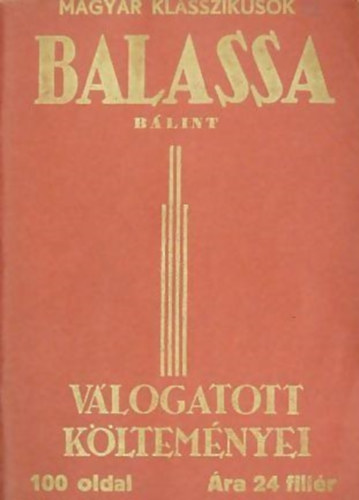 MAGYAR KLASSZIKUSOK
BALASSA
BÁLINT
VÁLOGATOTT
KÖLTEMÉNYEI
100 oldal Ára 24 fillér